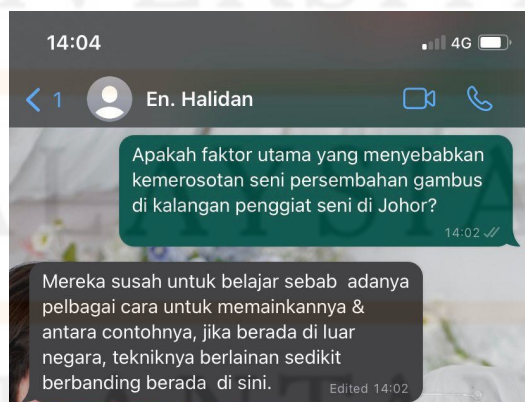 14:04
4G
1
En. Halidan
Apakah faktor utama yang menyebabkan
kemerosotan seni persembahan gambus
di kalangan penggiat seni di Johor?
14:02
Mereka susah untuk belajar sebab adanya
pelbagai cara untuk memainkannya &
antara contohnya, jika berada di luar
negara, tekniknya berlainan sedikit
berbanding berada di sini.
Edited 14:02